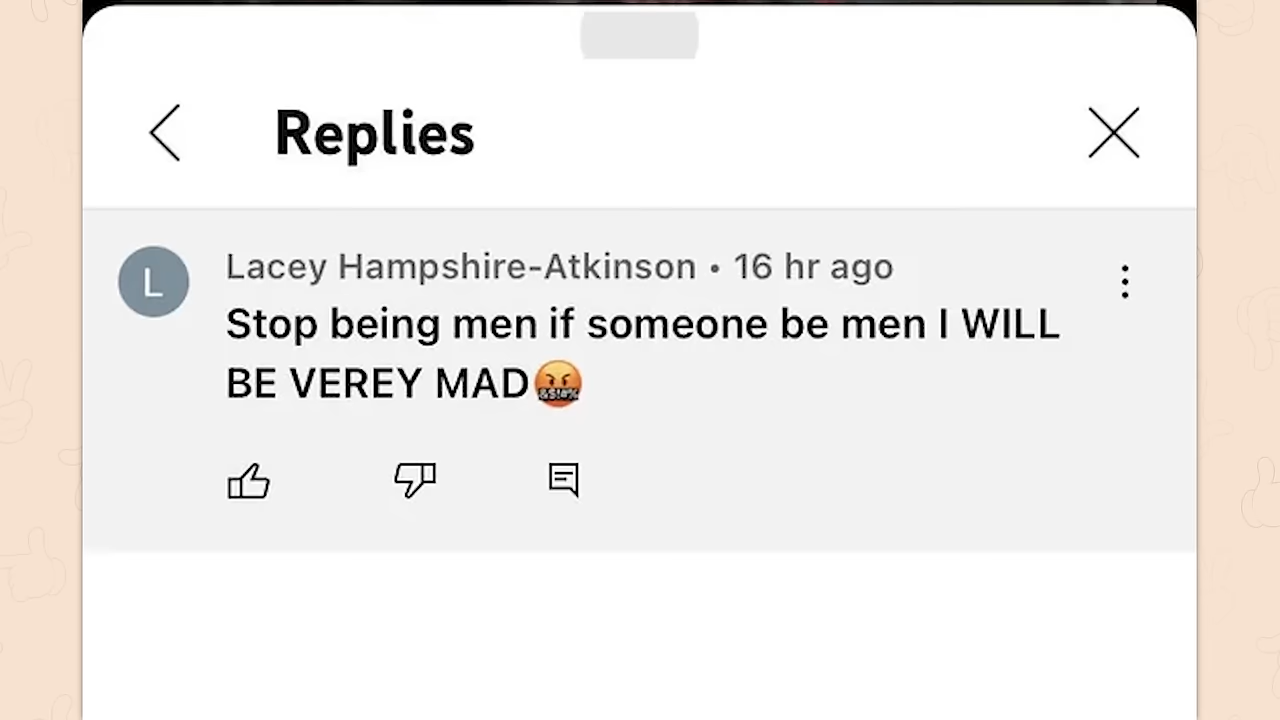 Replies
L
Lacey Hampshire-Atkinson • 16 hr ago
Stop being men if someone be men I WILL
BE VEREY MAD🤬